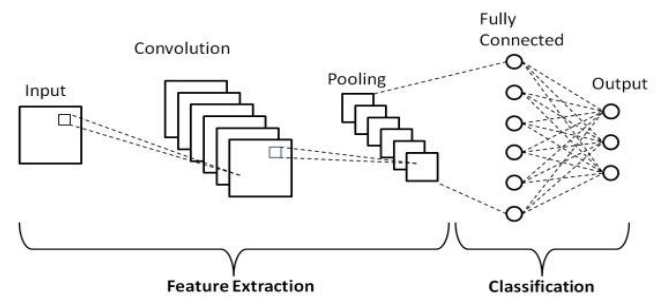 Input
Convolution
Pooling
Fully
Connected
Output
Feature Extraction
Classification